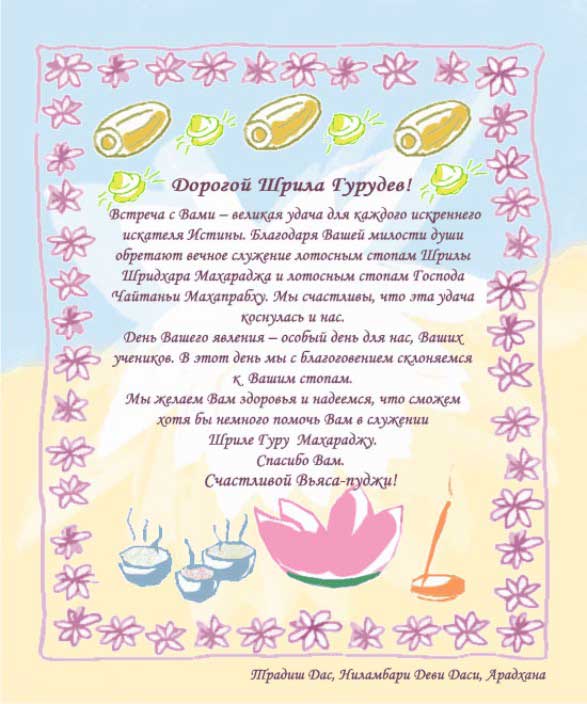 Дорогой Шрила Гурудев!
Встреча с Вами – великая удача для каждого искреннего
искателя Истины. Благодаря Вашей милости души
обретают вечное служение лотосным стопам Шрилы
Шридхара Махараджа и лотосным стопам Господа
Чайтаньи Махапрабху. Мы счастливы, что эта удача
коснулась и нас.
День Вашего явления – особый день для нас, Ваших
учеников. В этот день мы с благоговением склоняемся
к Вашим стопам.
Мы желаем Вам здоровья и надеемся, что сможем
хотя бы немного помочь Вам в служении
Шриле Гуру Махараджу.
Спасибо Вам.
Счастливой Вьяса-пуджи!
Традиш Дас, Ниламбари Деви Даси, Арадхана